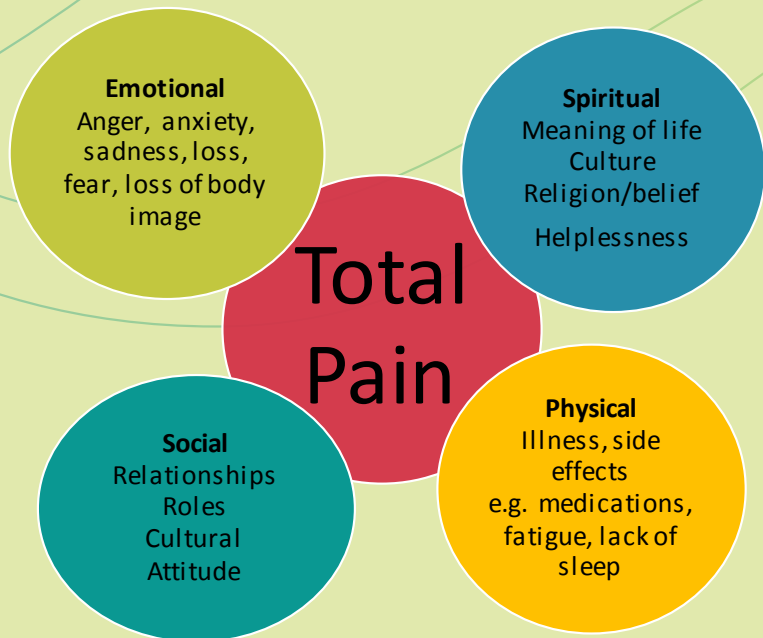 Emotional
Anger, anxiety,
sadness, loss,
fear, loss of body
image
Spiritual
Meaning of life
Culture
Religion/belief
Helplessness
Total
Pain
Social
Relationships
Roles
Cultural
Attitude
Physical
Illness, side
effects
e.g. medications,
fatigue, lack of
sleep